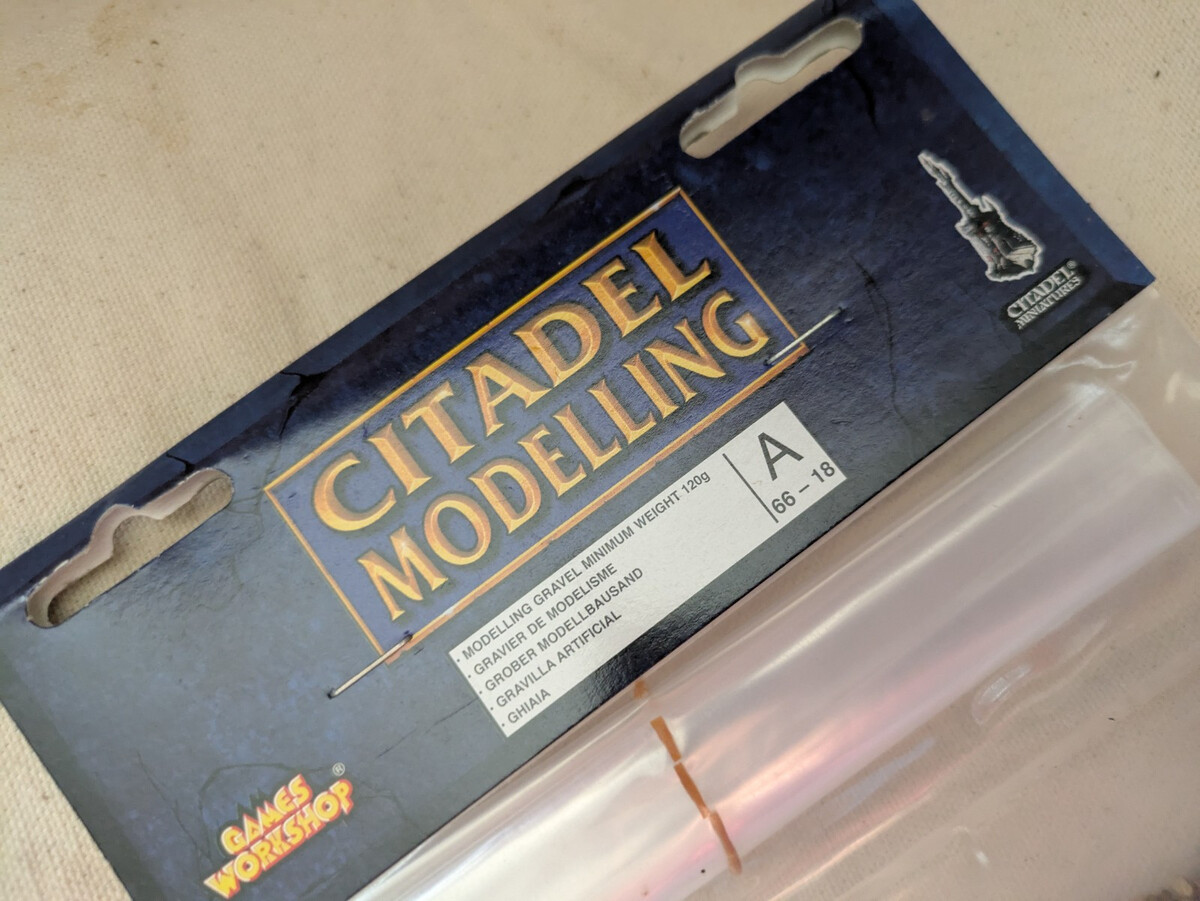 CITADEL
MODELLING
CITADEL®
MINIATURES
· MODELLING GRAVEL MINIMUM WEIGHT 120g
· GRAVIER DE MODELISME
· GROBER MODELLBAUSAND
· GRAVILLA ARTIFICIAL
· GHIAIA
A
66 – 18
GAMES
WORKSHOP®